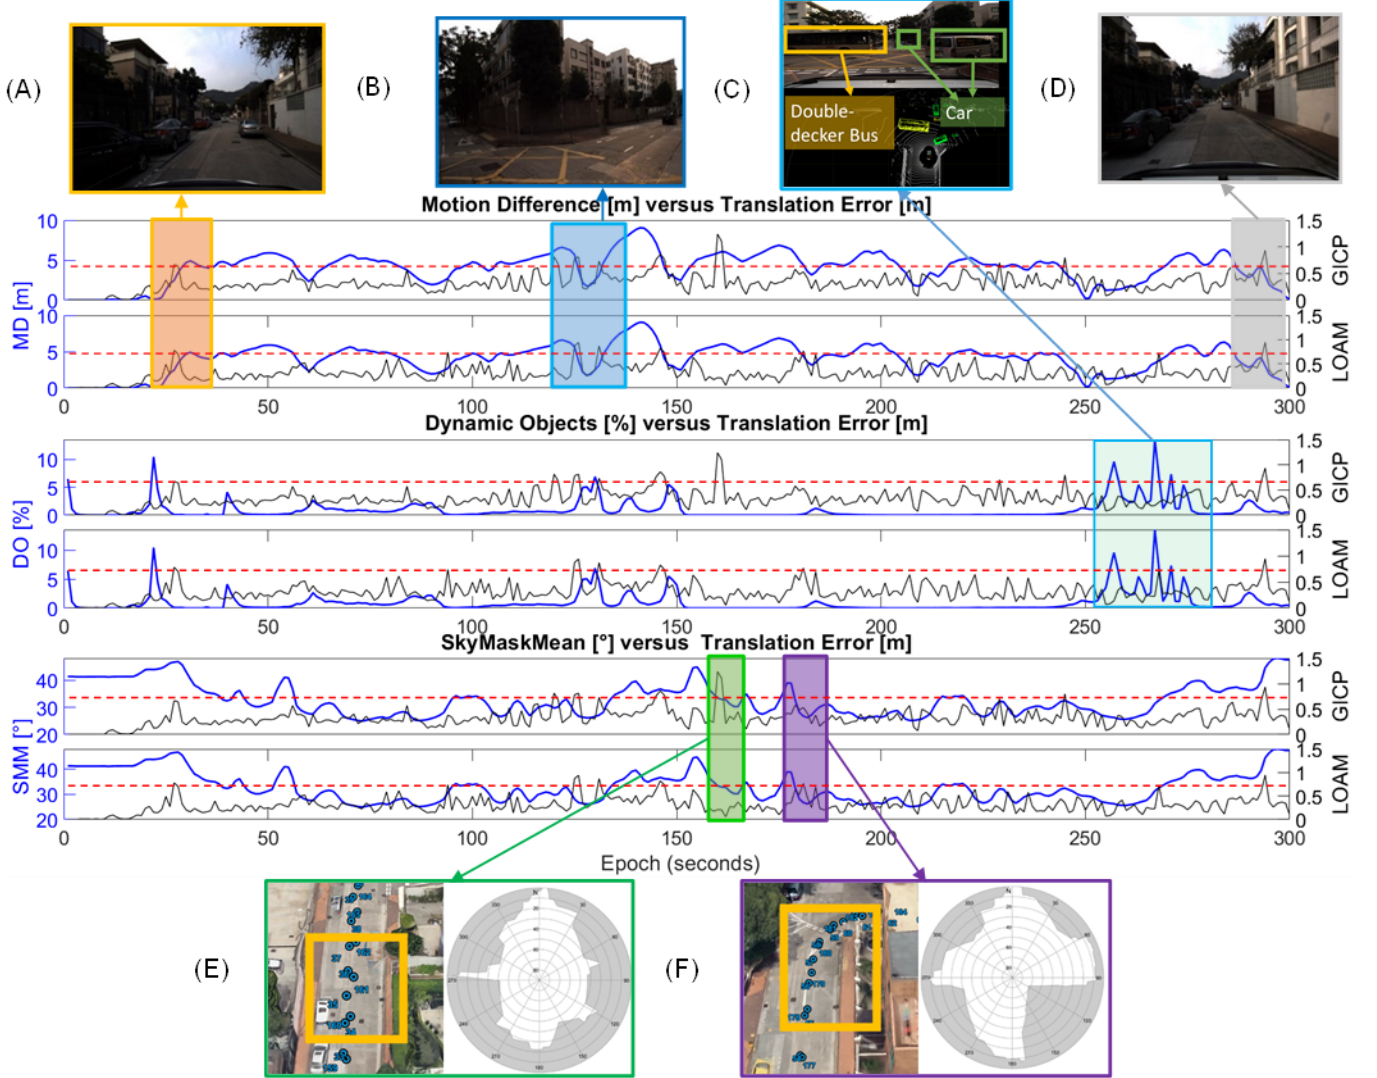 (A)
(B)
(C)
(D)
Double-
decker Bus
Car
Motion Difference [m] versus Translation Error [m]
10
5
0
1.5
1
0.5
0
GICP
MD [m]
10
5
0
1.5
1
0.5
0
LOAM
0 50 100 150 200 250 300
Dynamic Objects [%] versus Translation Error [m]
10
5
0
1.5
1
0.5
0
GICP
DO [%]
10
5
0
1.5
1
0.5
0
LOAM
0 50 100 150 200 250 300
SkyMaskMean [°] versus Translation Error [m]
40
30
20
1.5
1
0.5
0
GICP
SMM [°]
40
30
20
1.5
1
0.5
0
LOAM
0 50 100 150 200 250 300
Epoch (seconds)
(E)
161
(F)
177